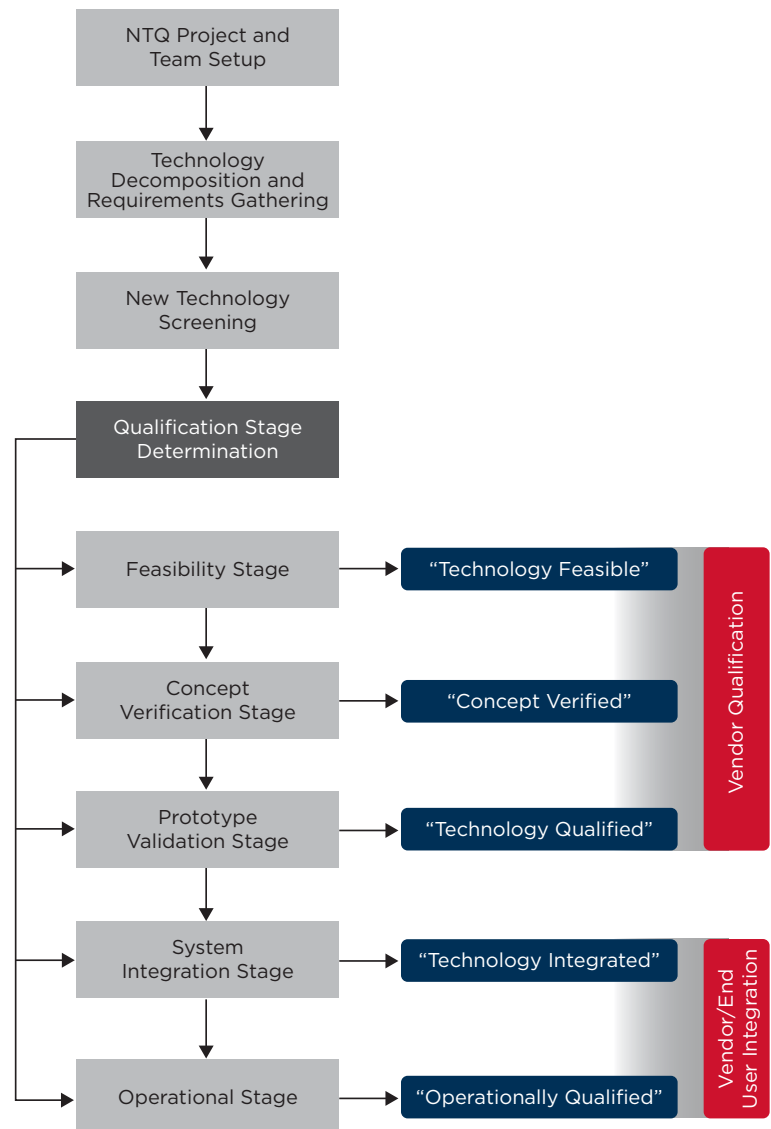 NTQ Project and
Team Setup
Technology
Decomposition and
Requirements Gathering
New Technology
Screening
Qualification Stage
Determination
Feasibility Stage
“Technology Feasible”
Concept
Verification Stage
“Concept Verified”
Prototype
Validation Stage
“Technology Qualified”
Vendor Qualification
System
Integration Stage
“Technology Integrated”
Operational Stage
“Operationally Qualified”
Vendor/End
User Integration